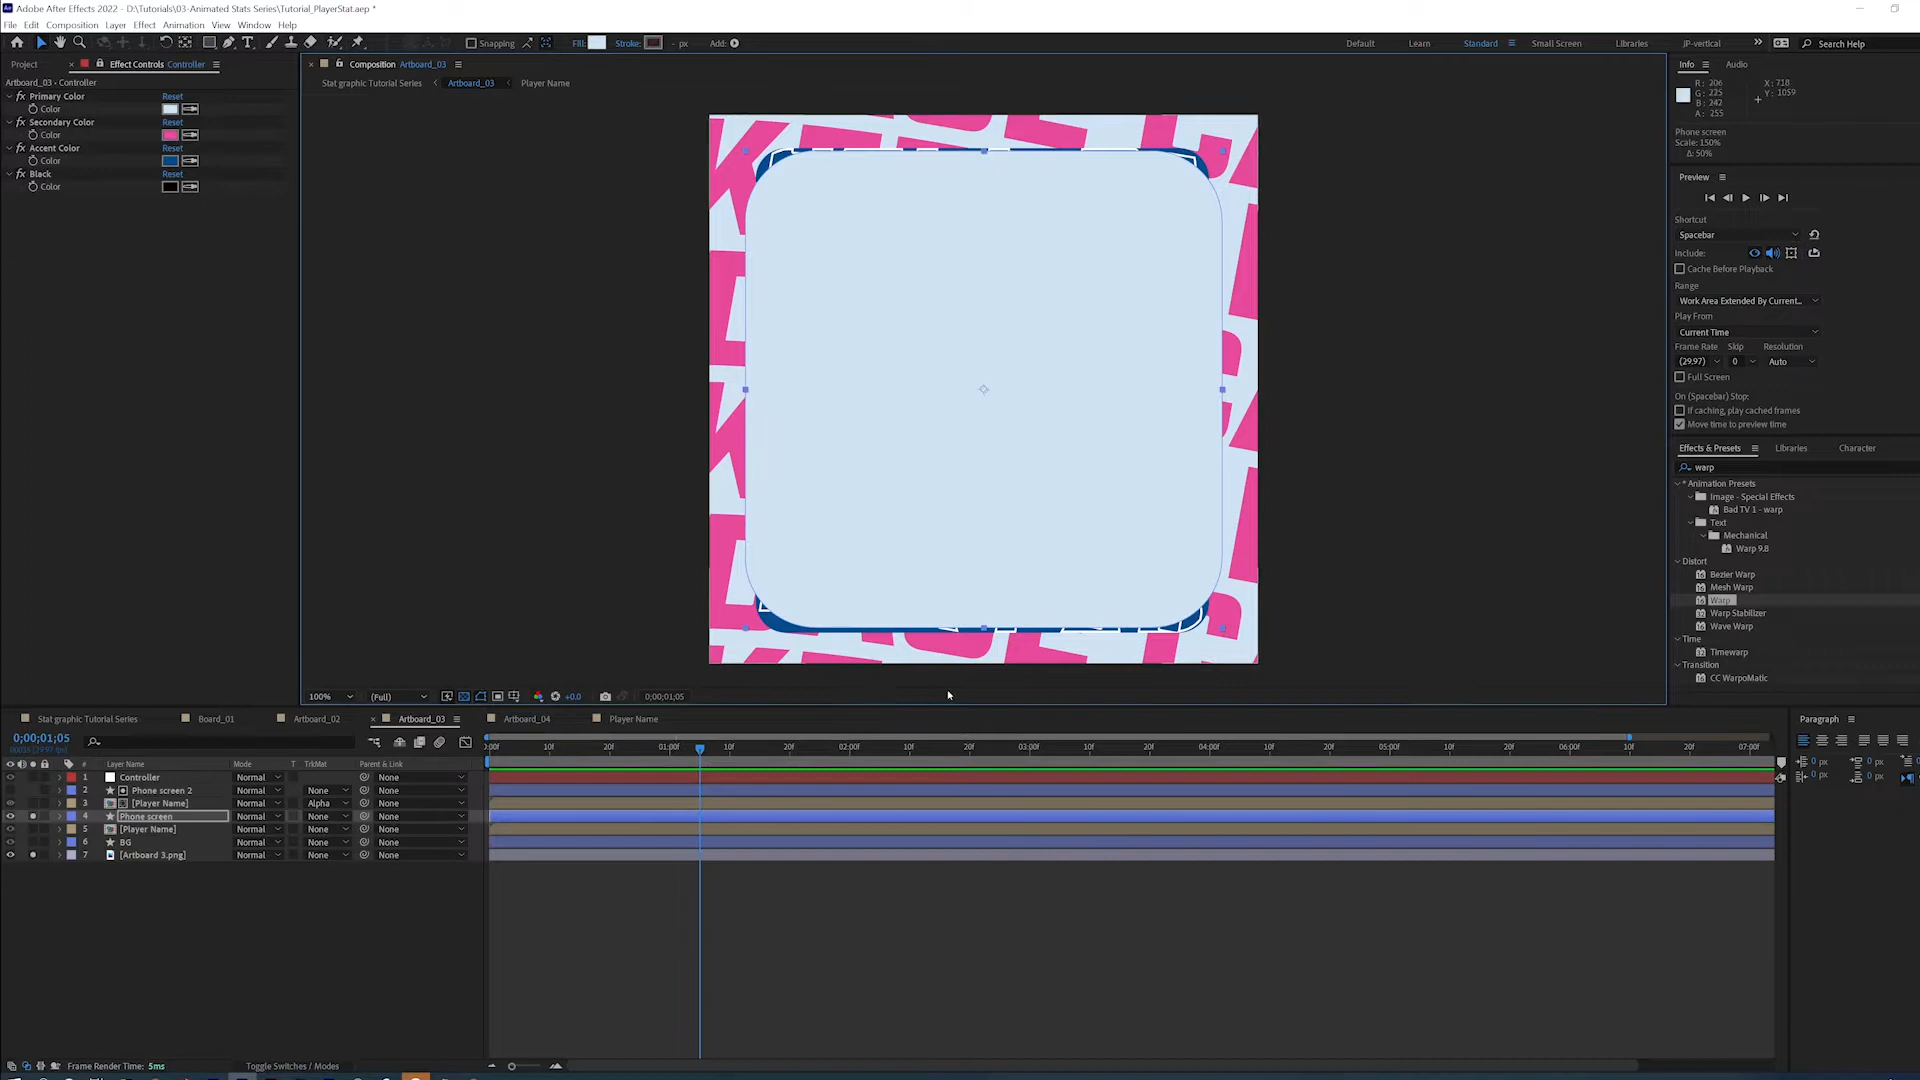 Adobe After Effects 2022 - D:\Tutorials\03-Animated Stats Series\Tutorial_PlayerStat.aep *
File Edit Composition Layer Effect Animation View Window Help
Snapping Fill: Stroke: - px Add: Default Learn Standard Small Screen Libraries JP-vertical Search Help
Project Effect Controls Controller
Artboard_03 • Controller
fx Primary Color Reset
Color
fx Secondary Color Reset
Color
fx Accent Color Reset
Color
fx Black Reset
Color
Composition Artboard_03
Stat graphic Tutorial Series Artboard_03 Player Name
100% (Full) +0.0 0;00;01;05
Info Audio
R: 206 X: 718
G: 225 Y: 1059
B: 242
A: 255
Phone screen
Scale: 150%
Δ: 50%
Preview
Shortcut
Spacebar
Include:
Cache Before Playback
Range
Work Area Extended By Current...
Play From
Current Time
Frame Rate Skip Resolution
(29.97) 0 Auto
Full Screen
On (Spacebar) Stop:
If caching, play cached frames
Move time to preview time
Effects & Presets Libraries Character
warp
* Animation Presets
Image - Special Effects
Bad TV 1 - warp
Text
Mechanical
Warp 9.8
Distort
Bezier Warp
Mesh Warp
Warp
Warp Stabilizer
Wave Warp
Time
Timewarp
Transition
CC WarpoMatic
Stat graphic Tutorial Series Board_01 Artboard_02 Artboard_03 Artboard_04 Player Name
0;00;01;05
:00f 10f 20f 01:00f 10f 20f 02:00f 10f 20f 03:00f 10f 20f 04:00f 10f 20f 05:00f 10f 20f 06:00f 10f 20f 07:00f
# Layer Name Mode T TrkMat Parent & Link
1 Controller Normal None
2 Phone screen 2 Normal None None
3 [Player Name] Normal Alpha None
4 Phone screen Normal None None
5 [Player Name] Normal None None
6 BG Normal None None
7 [Artboard 3.png] Normal None None
Paragraph
0 px 0 px
0 px 0 px
Frame Render Time: 5ms Toggle Switches / Modes